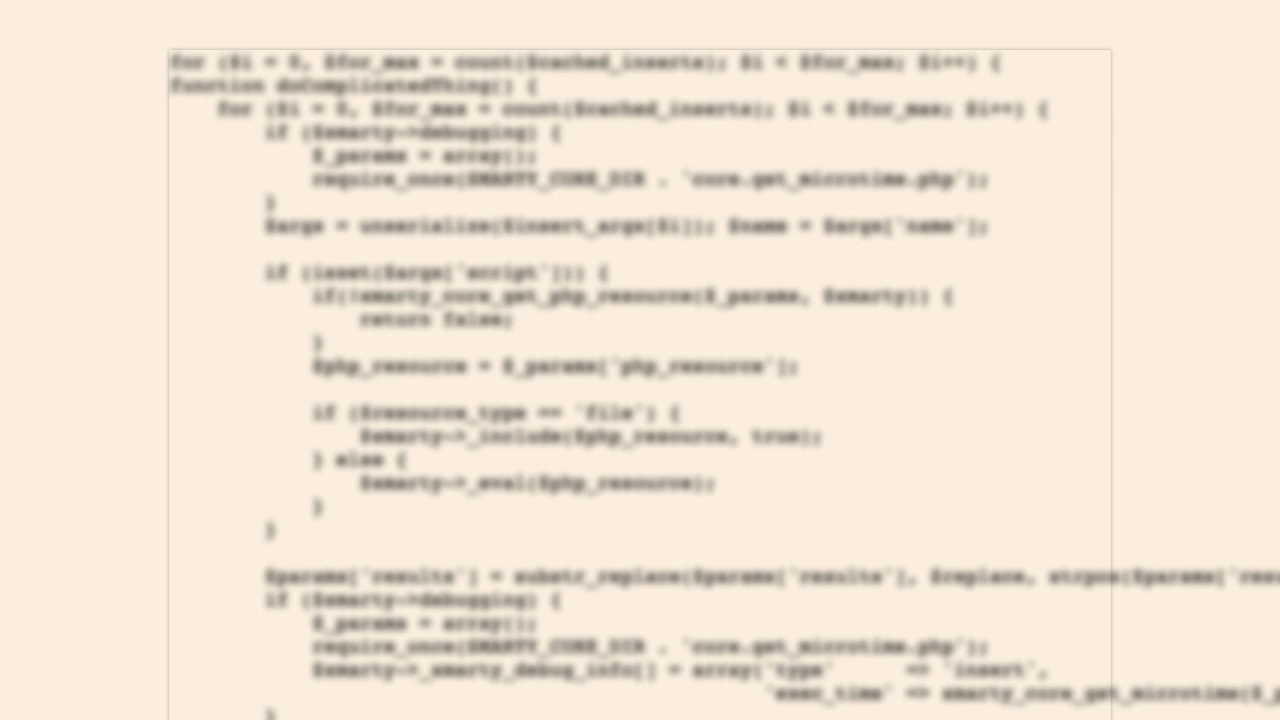 for ($i = 0, $for_max = count($cached_inserts); $i < $for_max; $i++) {
function doComplicatedThing() {
for ($i = 0, $for_max = count($cached_inserts); $i < $for_max; $i++) {
if ($smarty->debugging) {
$_params = array();
require_once(SMARTY_CORE_DIR . 'core.get_microtime.php');
}
$args = unserialize($insert_args[$i]); $name = $args['name'];
if (isset($args['script'])) {
if(!smarty_core_get_php_resource($_params, $smarty)) {
return false;
}
$php_resource = $_params['php_resource'];
if ($resource_type == 'file') {
$smarty->_include($php_resource, true);
} else {
$smarty->_eval($php_resource);
}
}
$params['results'] = substr_replace($params['results'], $replace, strpos($params['resu
if ($smarty->debugging) {
$_params = array();
require_once(SMARTY_CORE_DIR . 'core.get_microtime.php');
$smarty->_smarty_debug_info[] = array('type' => 'insert',
'exec_time' => smarty_core_get_microtime($_p
}